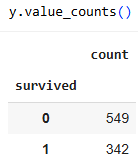 y.value_counts()
count
survived
0 549
1 342